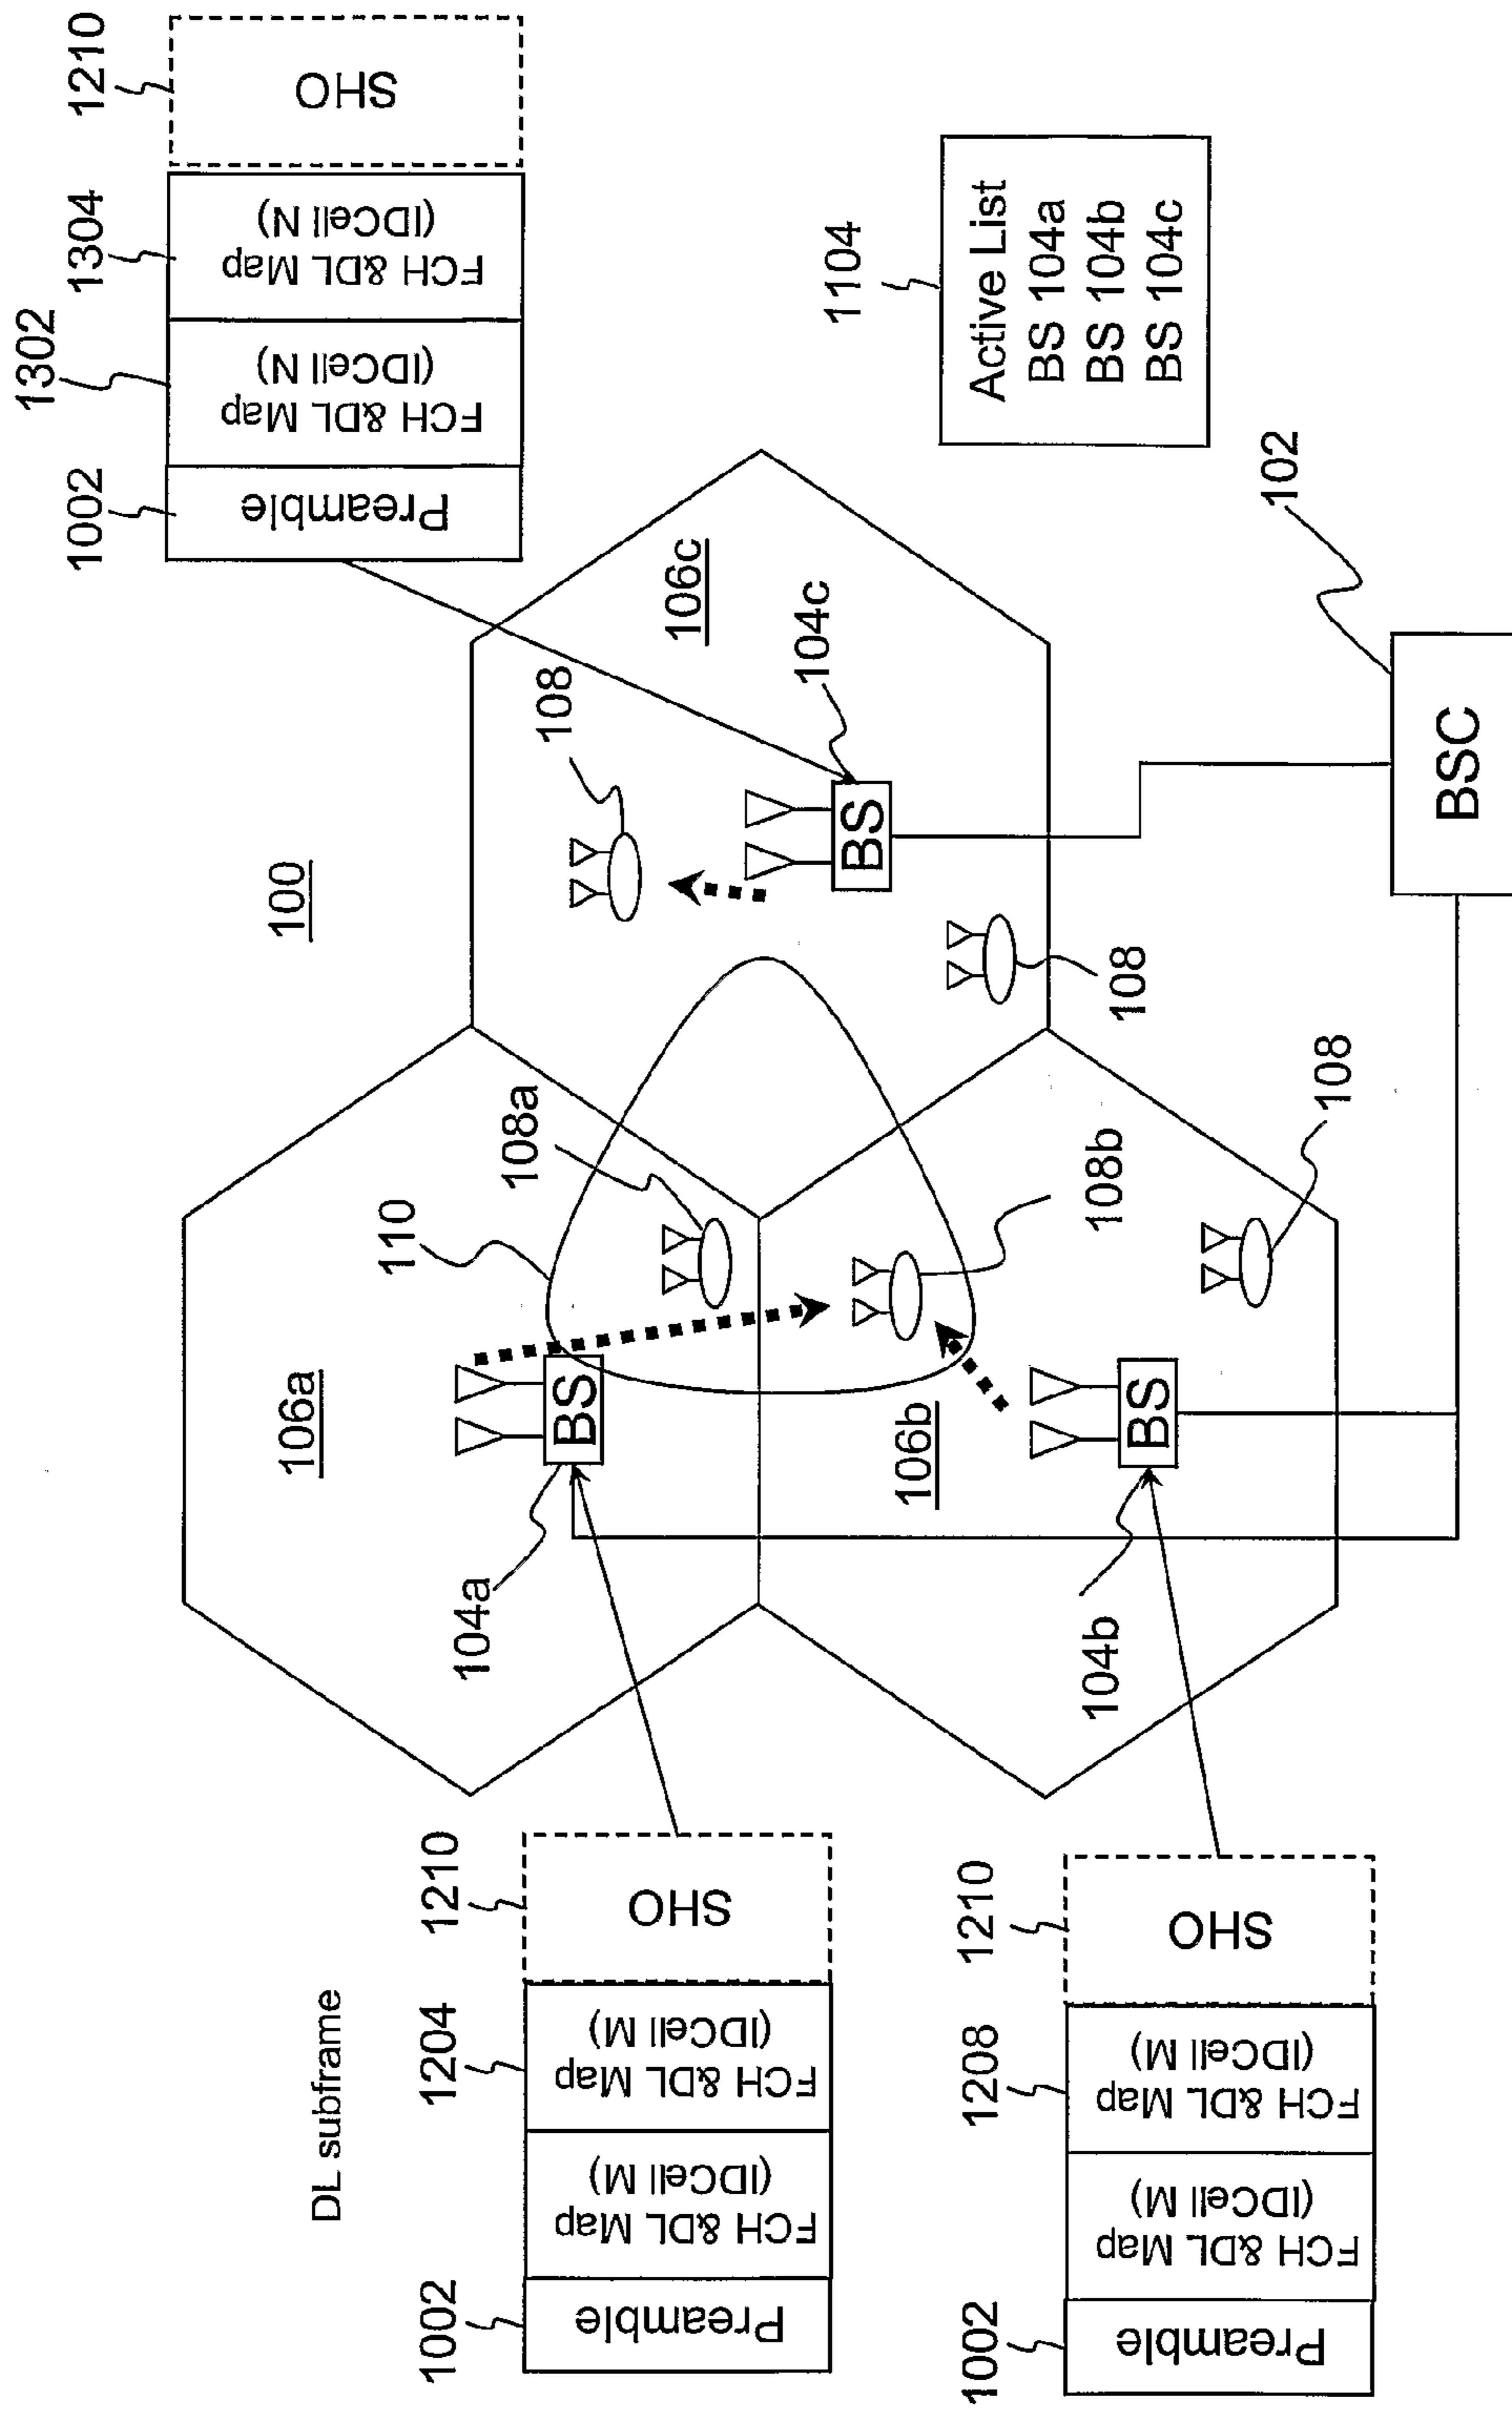 DL subframe
1002
1204
1210
Preamble
FCH &DL Map
(IDCell M)
FCH &DL Map
(IDCell M)
SHO
1002
1208
1210
Preamble
FCH &DL Map
(IDCell M)
FCH &DL Map
(IDCell M)
SHO
1002
1302
1304
1210
Preamble
FCH &DL Map
(IDCell N)
FCH &DL Map
(IDCell N)
SHO
100
106a
104a
BS
110
108a
106b
108b
104b
BS
108
106c
108
104c
BS
108
1104
Active List
BS 104a
BS 104b
BS 104c
102
BSC